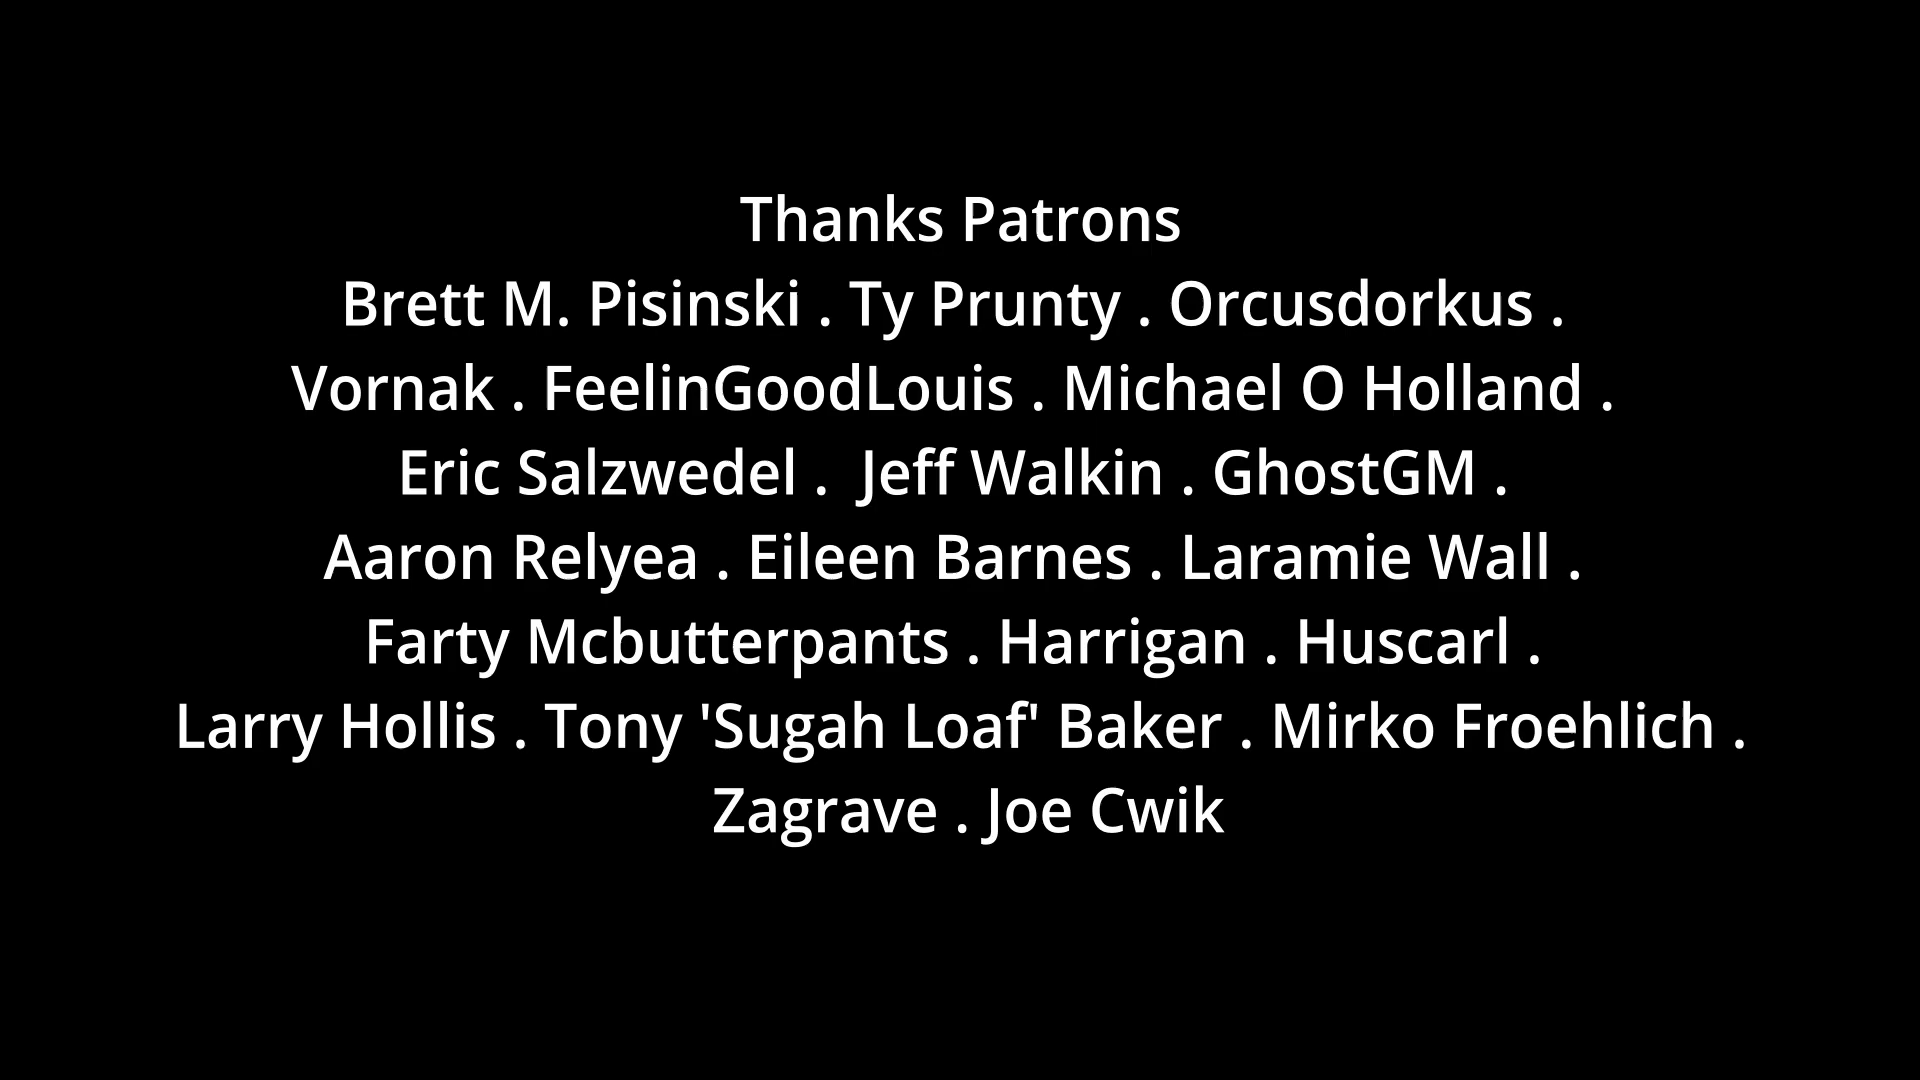 Thanks Patrons
Brett M. Pisinski . Ty Prunty . Orcusdorkus .
Vornak . FeelinGoodLouis . Michael O Holland .
Eric Salzwedel .  Jeff Walkin . GhostGM .
Aaron Relyea . Eileen Barnes . Laramie Wall .
Farty Mcbutterpants . Harrigan . Huscarl .
Larry Hollis . Tony 'Sugah Loaf' Baker . Mirko Froehlich .
Zagrave . Joe Cwik